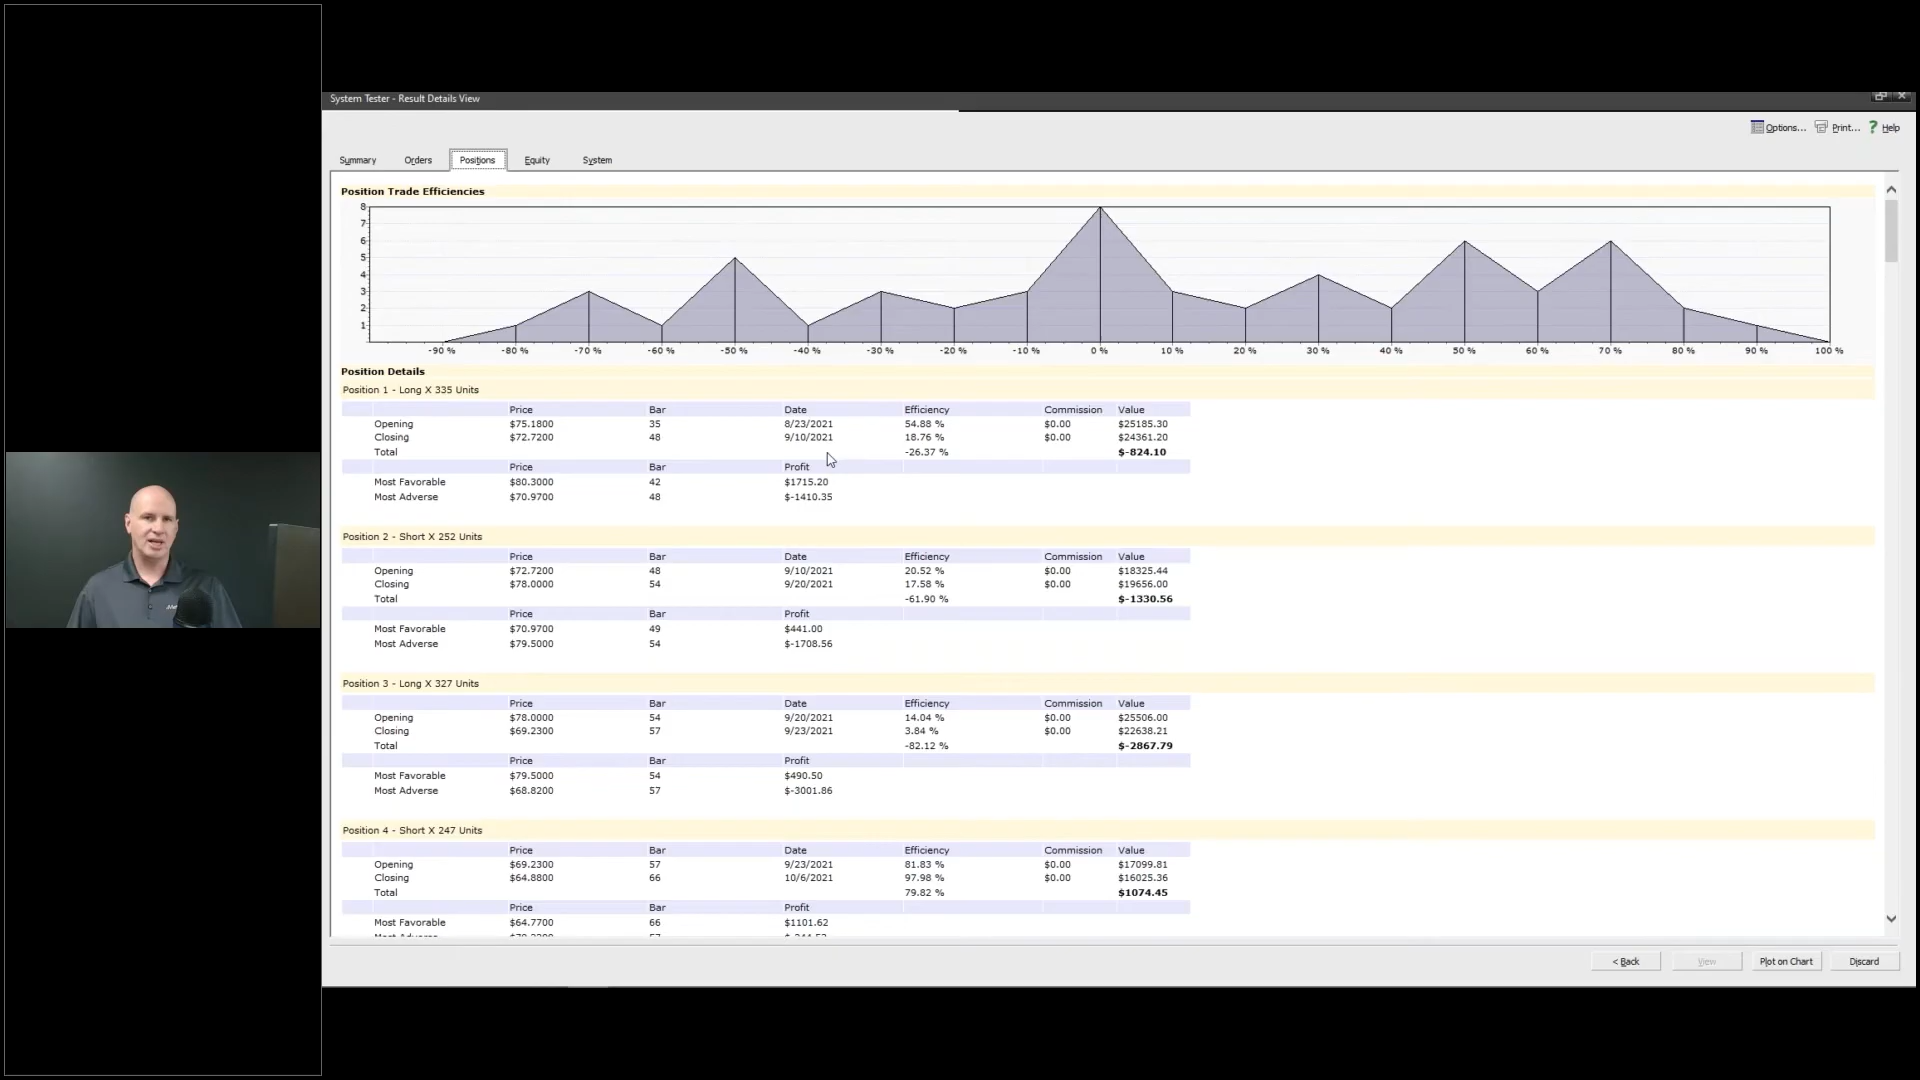 System Tester - Result Details View
Options... Print... ? Help
Summary Orders Positions Equity System
Position Trade Efficiencies
8
7
6
5
4
3
2
1
-90 % -80 % -70 % -60 % -50 % -40 % -30 % -20 % -10 % 0 % 10 % 20 % 30 % 40 % 50 % 60 % 70 % 80 % 90 % 100 %
Position Details
Position 1 - Long X 335 Units
Price Bar Date Efficiency Commission Value
Opening $75.1800 35 8/23/2021 54.88 % $0.00 $25185.30
Closing $72.7200 48 9/10/2021 18.76 % $0.00 $24361.20
Total -26.37 % $-824.10
Price Bar Profit
Most Favorable $80.3000 42 $1715.20
Most Adverse $70.9700 48 $-1410.35
Position 2 - Short X 252 Units
Price Bar Date Efficiency Commission Value
Opening $72.7200 48 9/10/2021 20.52 % $0.00 $18325.44
Closing $78.0000 54 9/20/2021 17.58 % $0.00 $19656.00
Total -61.90 % $-1330.56
Price Bar Profit
Most Favorable $70.9700 49 $441.00
Most Adverse $79.5000 54 $-1708.56
Position 3 - Long X 327 Units
Price Bar Date Efficiency Commission Value
Opening $78.0000 54 9/20/2021 14.04 % $0.00 $25506.00
Closing $69.2300 57 9/23/2021 3.84 % $0.00 $22638.21
Total -82.12 % $-2867.79
Price Bar Profit
Most Favorable $79.5000 54 $490.50
Most Adverse $68.8200 57 $-3001.86
Position 4 - Short X 247 Units
Price Bar Date Efficiency Commission Value
Opening $69.2300 57 9/23/2021 81.83 % $0.00 $17099.81
Closing $64.8800 66 10/6/2021 97.98 % $0.00 $16025.36
Total 79.82 % $1074.45
Price Bar Profit
Most Favorable $64.7700 66 $1101.62
Most Adverse
< Back View Plot on Chart Discard